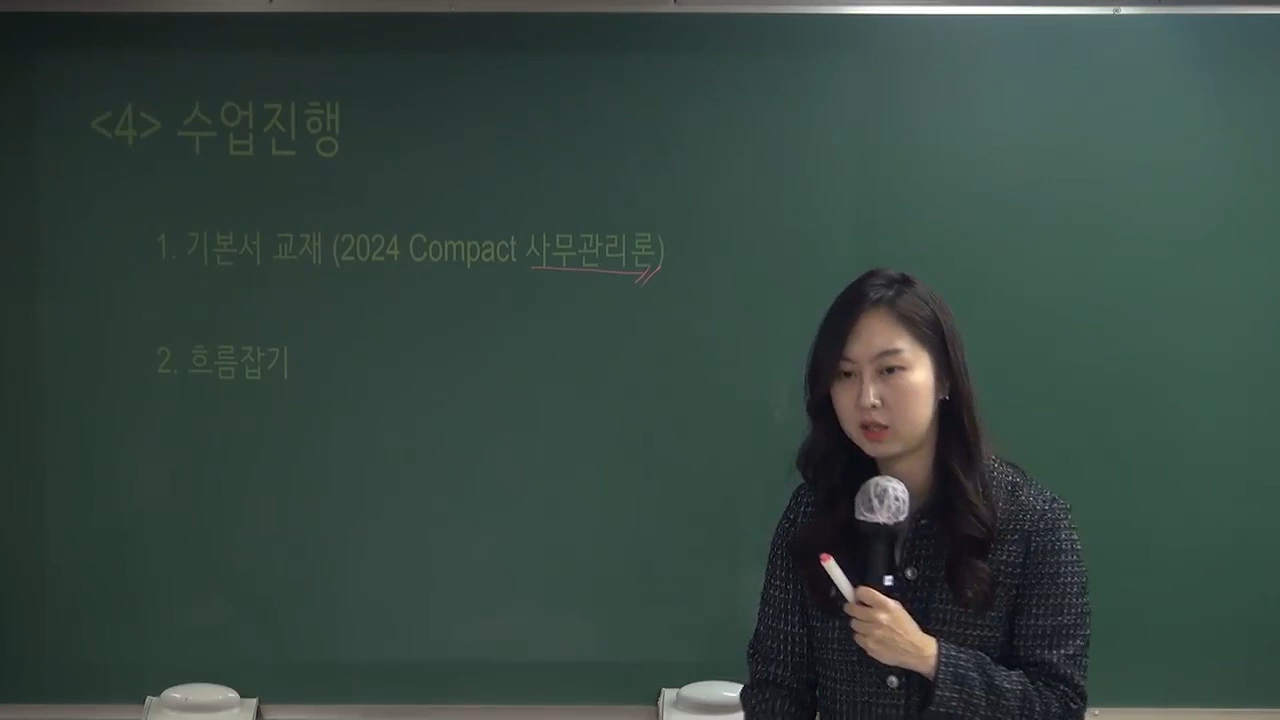 <4> 수업진행
1. 기본서 교재 (2024 Compact 사무관리론)
2. 흐름잡기